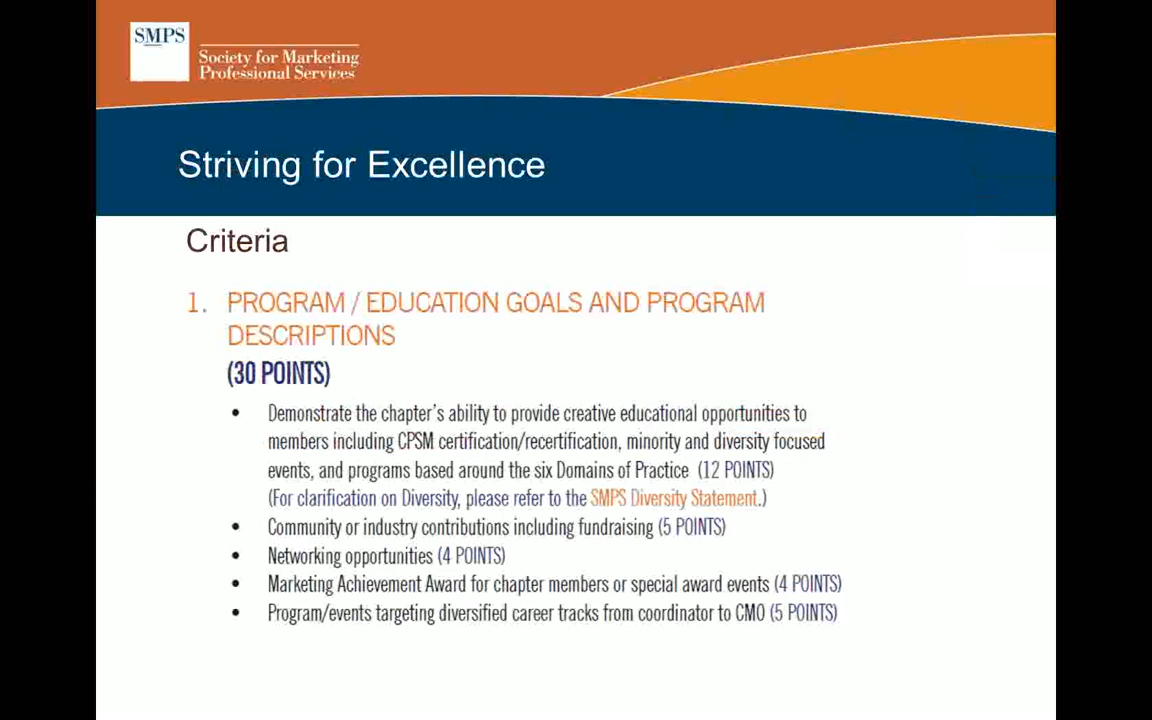 SMPS
Society for Marketing
Professional Services
Striving for Excellence
Criteria
1. PROGRAM / EDUCATION GOALS AND PROGRAM
DESCRIPTIONS
(30 POINTS)
• Demonstrate the chapter's ability to provide creative educational opportunities to
members including CPSM certification/recertification, minority and diversity focused
events, and programs based around the six Domains of Practice (12 POINTS)
(For clarification on Diversity, please refer to the SMPS Diversity Statement.)
• Community or industry contributions including fundraising (5 POINTS)
• Networking opportunities (4 POINTS)
• Marketing Achievement Award for chapter members or special award events (4 POINTS)
• Program/events targeting diversified career tracks from coordinator to CMO (5 POINTS)